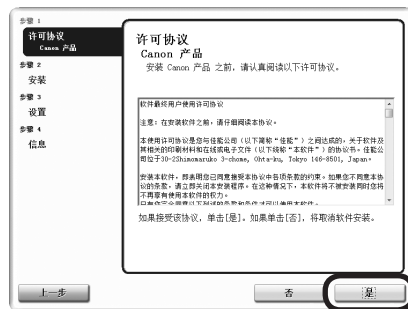 步骤 1
许可协议
Canon 产品
步骤 2
安装
步骤 3
设置
步骤 4
信息
许可协议
Canon 产品
安装 Canon 产品 之前，请认真阅读以下许可协议。
软件最终用户使用许可协议
注意：在安装软件之前，请仔细阅读本协议。
本使用许可协议是您与佳能公司（以下简称“佳能”）之间达成的，关于软件及
其相关的印刷材料和在线或电子文件（以下统称“本软件”）的协议书。佳能公
司位于30-2Shimomaruko 3-chome, Ohta-ku, Tokyo 146-8501, Japan。
安装本软件，即表明您已同意接受本协议中各项条款的约束。如果您不同意本协
议的条款，请立即关闭本安装程序。在这种情况下，本软件将不被安装同时您将
不再享有使用本软件的权力。
如果接受该协议，单击[是]。如果单击[否]，将取消软件安装。
上一步
否
是